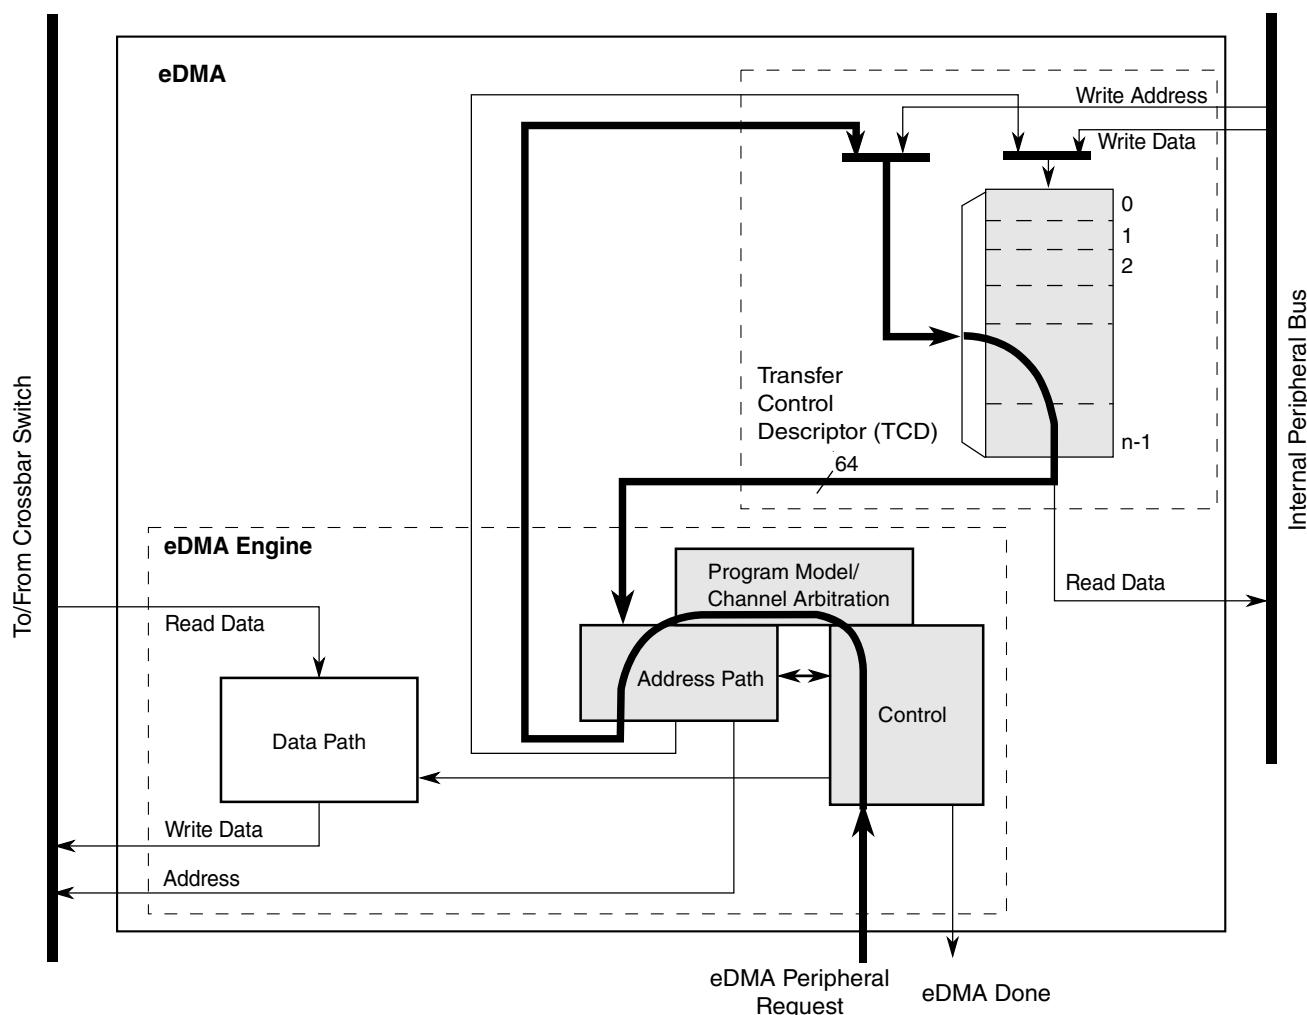 eDMA
Write Address
Write Data
0
1
2
Transfer
Control
Descriptor (TCD)
n-1
64
To/From Crossbar Switch
Internal Peripheral Bus
eDMA Engine
Program Model/
Channel Arbitration
Read Data
Read Data
Address Path
Control
Data Path
Write Data
Address
eDMA Peripheral
Request
eDMA Done